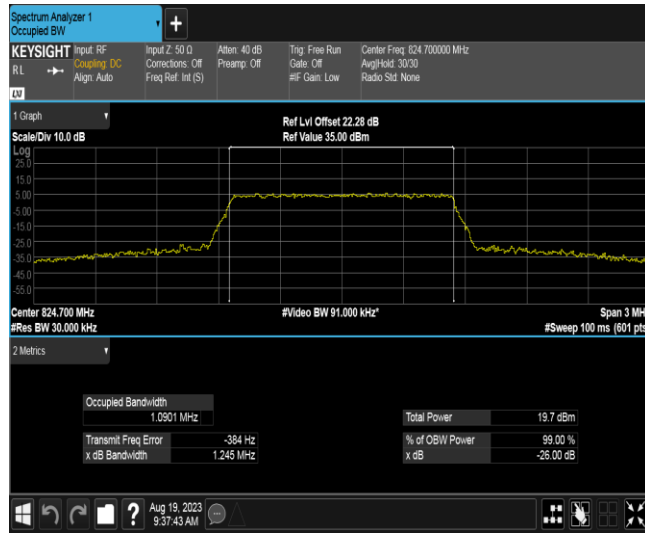 Spectrum Analyzer 1
Occupied BW
KEYSIGHT
Input: RF
Coupling: DC
Align: Auto
RL
LXI
Input Z: 50 Ω
Corrections: Off
Freq Ref: Int (S)
Atten: 40 dB
Preamp: Off
Trig: Free Run
Gate: Off
#IF Gain: Low
Center Freq: 824.700000 MHz
Avg|Hold: 30/30
Radio Std: None
1 Graph
Scale/Div 10.0 dB
Ref Lvl Offset 22.28 dB
Ref Value 35.00 dBm
Log
25.0
15.0
5.00
-5.00
-15.0
-25.0
-35.0
-45.0
-55.0
Center 824.700 MHz
#Video BW 91.000 kHz*
Span 3 MH
#Res BW 30.000 kHz
#Sweep 100 ms (601 pts
2 Metrics
Occupied Bandwidth
1.0901 MHz
Total Power 19.7 dBm
Transmit Freq Error -384 Hz
% of OBW Power 99.00 %
x dB Bandwidth 1.245 MHz
x dB -26.00 dB
?
Aug 19, 2023
9:37:43 AM